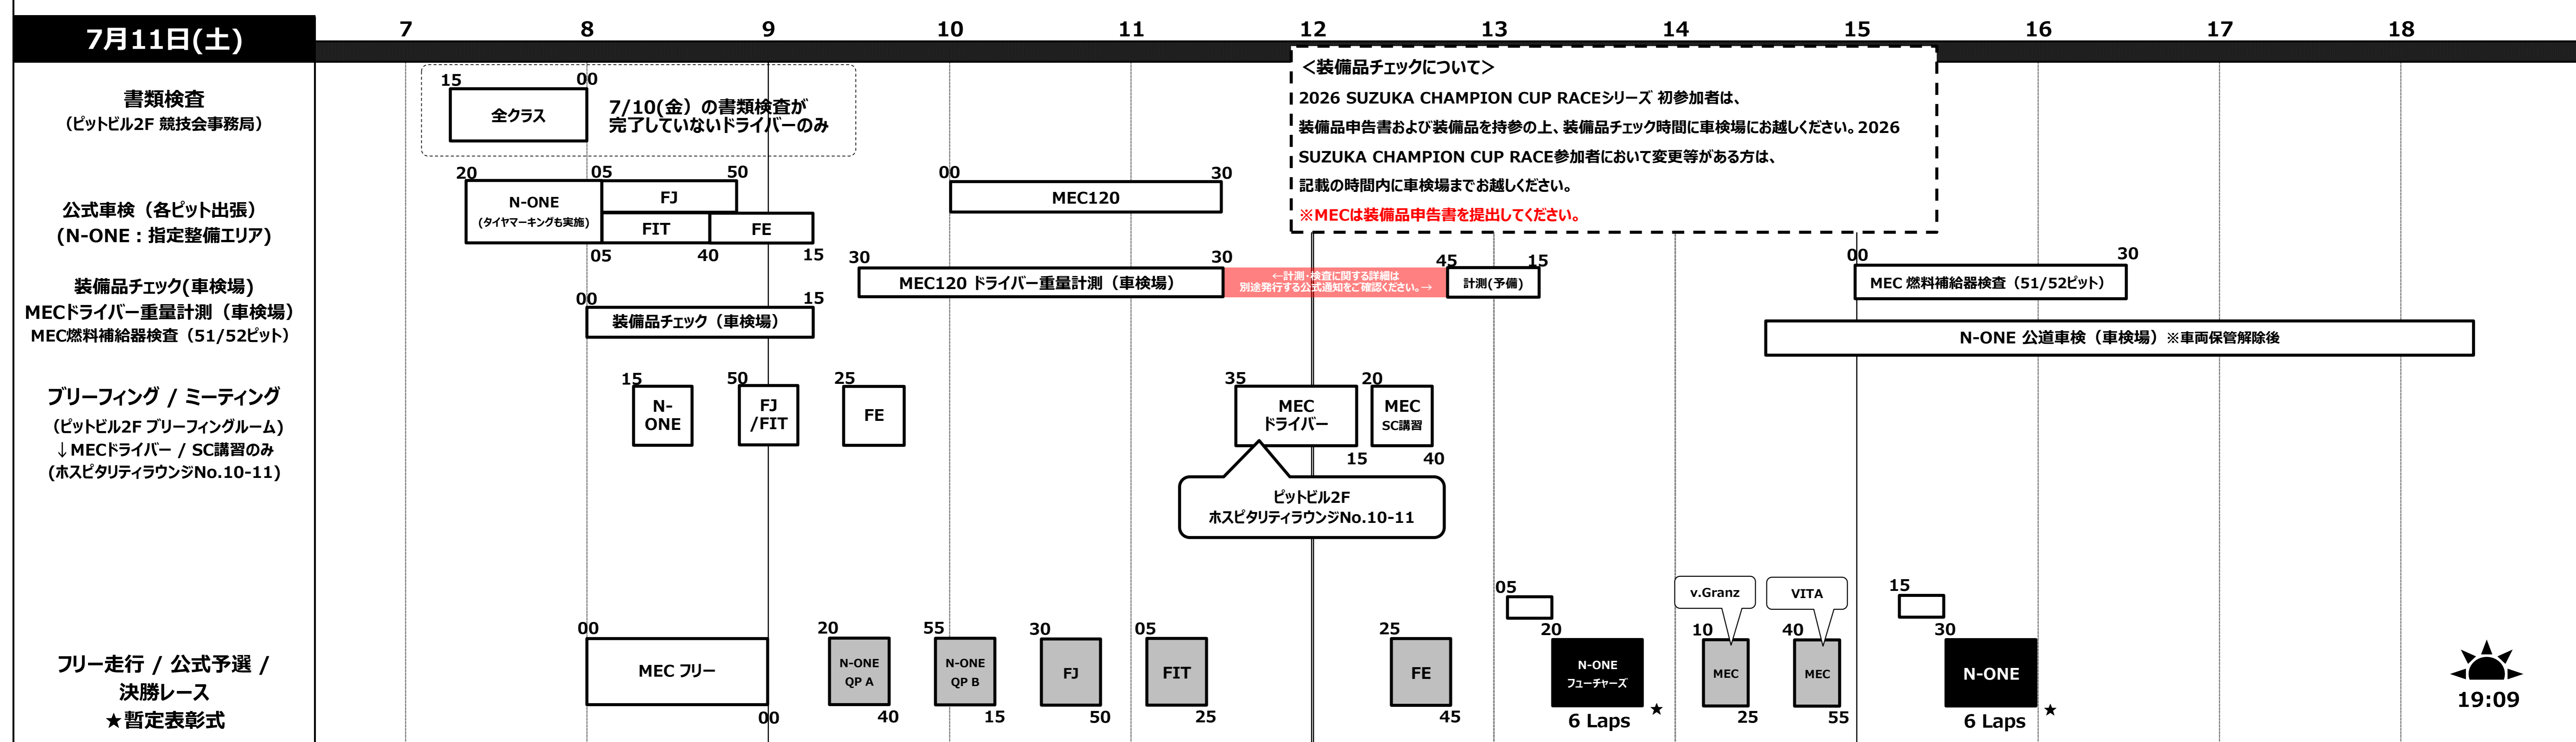 7月11日(土)
7 8 9 10 11 12 13 14 15 16 17 18
書類検査
（ピットビル2F 競技会事務局）
15 00
全クラス
7/10(金）の書類検査が
完了していないドライバーのみ
＜装備品チェックについて＞
2026 SUZUKA CHAMPION CUP RACEシリーズ 初参加者は、
装備品申告書および装備品を持参の上、装備品チェック時間に車検場にお越しください。2026
SUZUKA CHAMPION CUP RACE参加者において変更等がある方は、
記載の時間内に車検場までお越しください。
※MECは装備品申告書を提出してください。
公式車検（各ピット出張）
(N-ONE：指定整備エリア)
20 05 50 00 30
N-ONE
(タイヤマーキングも実施)
FJ
FIT FE
MEC120
05 40 15
装備品チェック(車検場)
MECドライバー重量計測（車検場）
MEC燃料補給器検査（51/52ピット）
30 30 45 15 00 30
MEC120 ドライバー重量計測（車検場）
←計測・検査に関する詳細は
別途発行する公式通知をご確認ください。→
計測(予備)
MEC 燃料補給器検査（51/52ピット）
00 15
装備品チェック（車検場）
N-ONE 公道車検（車検場）※車両保管解除後
ブリーフィング / ミーティング
（ピットビル2F ブリーフィングルーム)
↓MECドライバー / SC講習のみ
(ホスピタリティラウンジNo.10-11)
15 50 25 35 20
N-
ONE
FJ
/FIT
FE
MEC
ドライバー
MEC
SC講習
15 40
ピットビル2F
ホスピタリティラウンジNo.10-11
フリー走行 / 公式予選 /
決勝レース
★暫定表彰式
05 v.Granz VITA 15
00 20 55 30 05 25 20 10 40 30
MEC フリー
N-ONE
QP A
N-ONE
QP B
FJ
FIT
FE
N-ONE
フューチャーズ
MEC
MEC
N-ONE
00 40 15 50 25 45 25 55
6 Laps ★
6 Laps ★
19:09